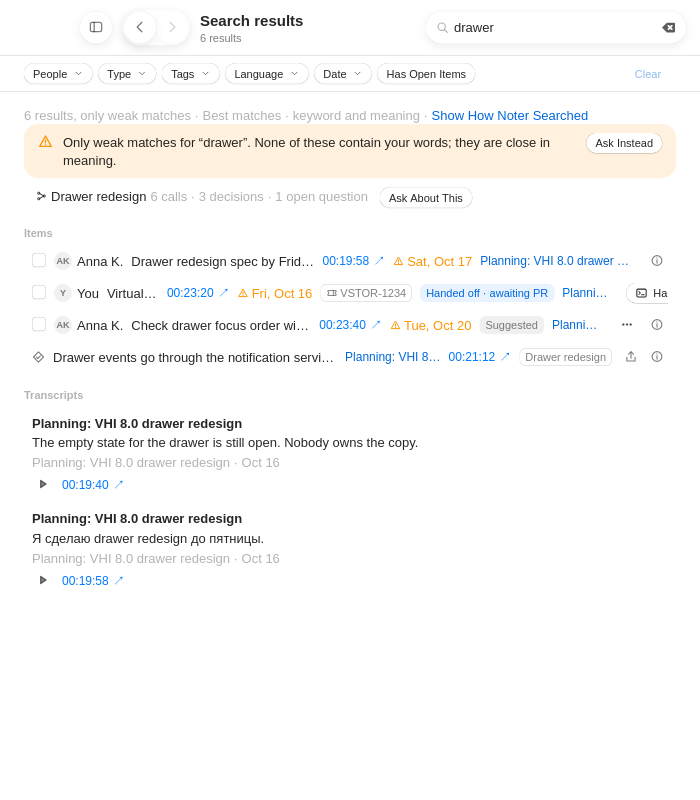 Search results
6 results
drawer
People
Type
Tags
Language
Date
Has Open Items
Clear
6 results, only weak matches · Best matches · keyword and meaning · Show How Noter Searched
Only weak matches for “drawer”. None of these contain your words; they are close in
meaning.
Ask Instead
Drawer redesign 6 calls · 3 decisions · 1 open question Ask About This
Items
AK Anna K. Drawer redesign spec by Frid… 00:19:58 ↗ Sat, Oct 17 Planning: VHI 8.0 drawer …
Y You Virtual… 00:23:20 ↗ Fri, Oct 16 VSTOR-1234 Handed off · awaiting PR Planni… Ha
AK Anna K. Check drawer focus order wi… 00:23:40 ↗ Tue, Oct 20 Suggested Planni…
Drawer events go through the notification servi… Planning: VHI 8… 00:21:12 ↗ Drawer redesign
Transcripts
Planning: VHI 8.0 drawer redesign
The empty state for the drawer is still open. Nobody owns the copy.
Planning: VHI 8.0 drawer redesign · Oct 16
00:19:40 ↗
Planning: VHI 8.0 drawer redesign
Я сделаю drawer redesign до пятницы.
Planning: VHI 8.0 drawer redesign · Oct 16
00:19:58 ↗